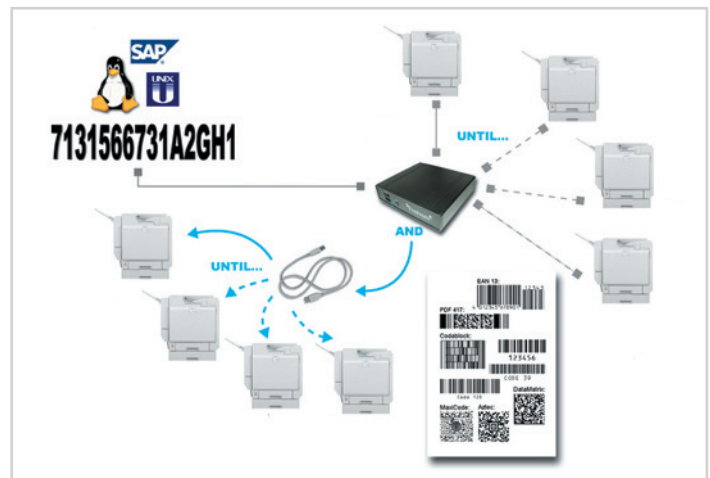 SAP
UNIX
U
7131566731A2GH1
UNTIL...
AND
UNTIL...
EAN 13:
12345
PDF 417:
Codablock:
123456
CODE 39
Code 128
DataMatrix:
MaxiCode:
Aztec: